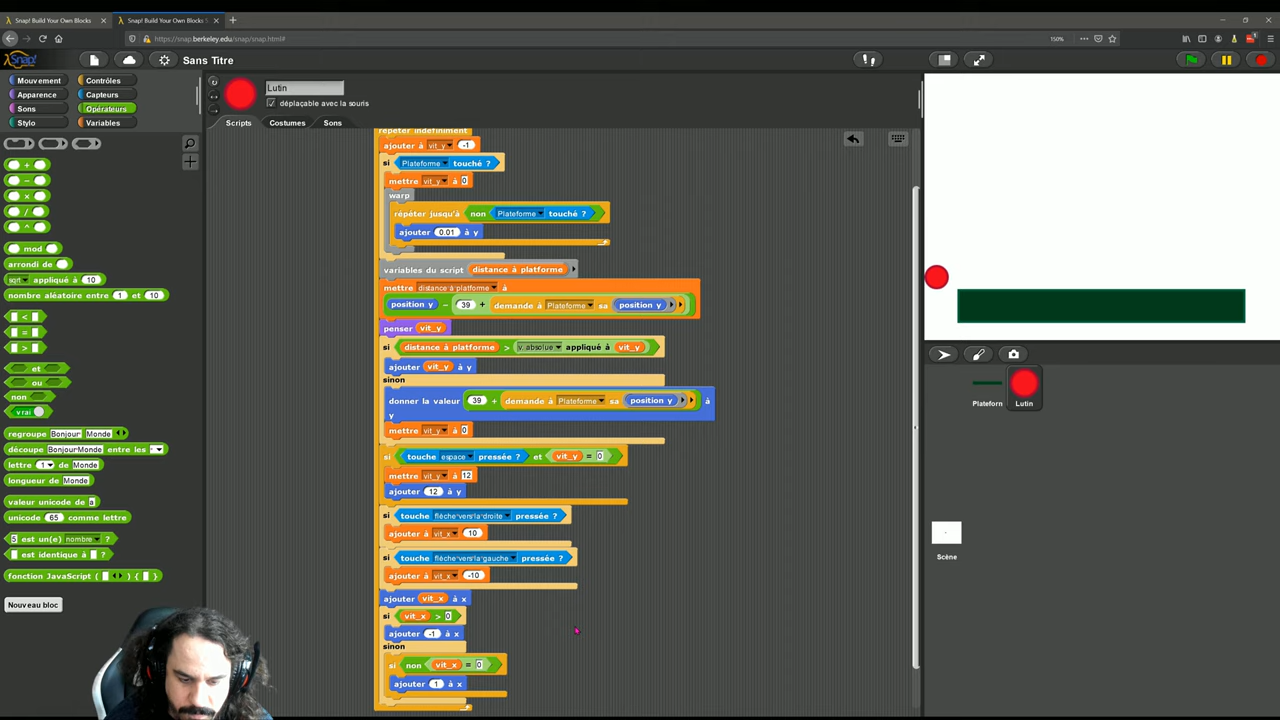 Snap! Build Your Own Blocks
Snap! Build Your Own Blocks
https://snap.berkeley.edu/snap/snap.html#
150%
Snap!
Sans Titre
Mouvement
Contrôles
Apparence
Capteurs
Sons
Opérateurs
Stylo
Variables
Lutin
déplaçable avec la souris
Scripts
Costumes
Sons
+
−
×
/
^
mod
arrondi de
sqrt appliqué à 10
nombre aléatoire entre 1 et 10
<
=
>
et
ou
non
vrai
regroupe Bonjour Monde
découpe BonjourMonde entre les
lettre 1 de Monde
longueur de Monde
valeur unicode de a
unicode 65 comme lettre
5 est un(e) nombre ?
est identique à ?
fonction JavaScript ( ) { }
Nouveau bloc
répéter indéfiniment
ajouter à vit_y -1
si Plateforme touché ?
mettre vit_y à 0
warp
répéter jusqu'à non Plateforme touché ?
ajouter 0.01 à y
variables du script distance à platforme
mettre distance à platforme à
position y − 39 + demande à Plateforme sa position y
penser vit_y
si distance à platforme > v. absolue appliqué à vit_y
ajouter vit_y à y
sinon
donner la valeur 39 + demande à Plateforme sa position y à
y
mettre vit_y à 0
si touche espace pressée ? et vit_y = 0
mettre vit_y à 12
ajouter 12 à y
si touche flèche vers la droite pressée ?
ajouter à vit_x 10
si touche flèche vers la gauche pressée ?
ajouter à vit_x -10
ajouter vit_x à x
si vit_x > 0
ajouter -1 à x
sinon
si non vit_x = 0
ajouter 1 à x
Plateforn
Lutin
Scène